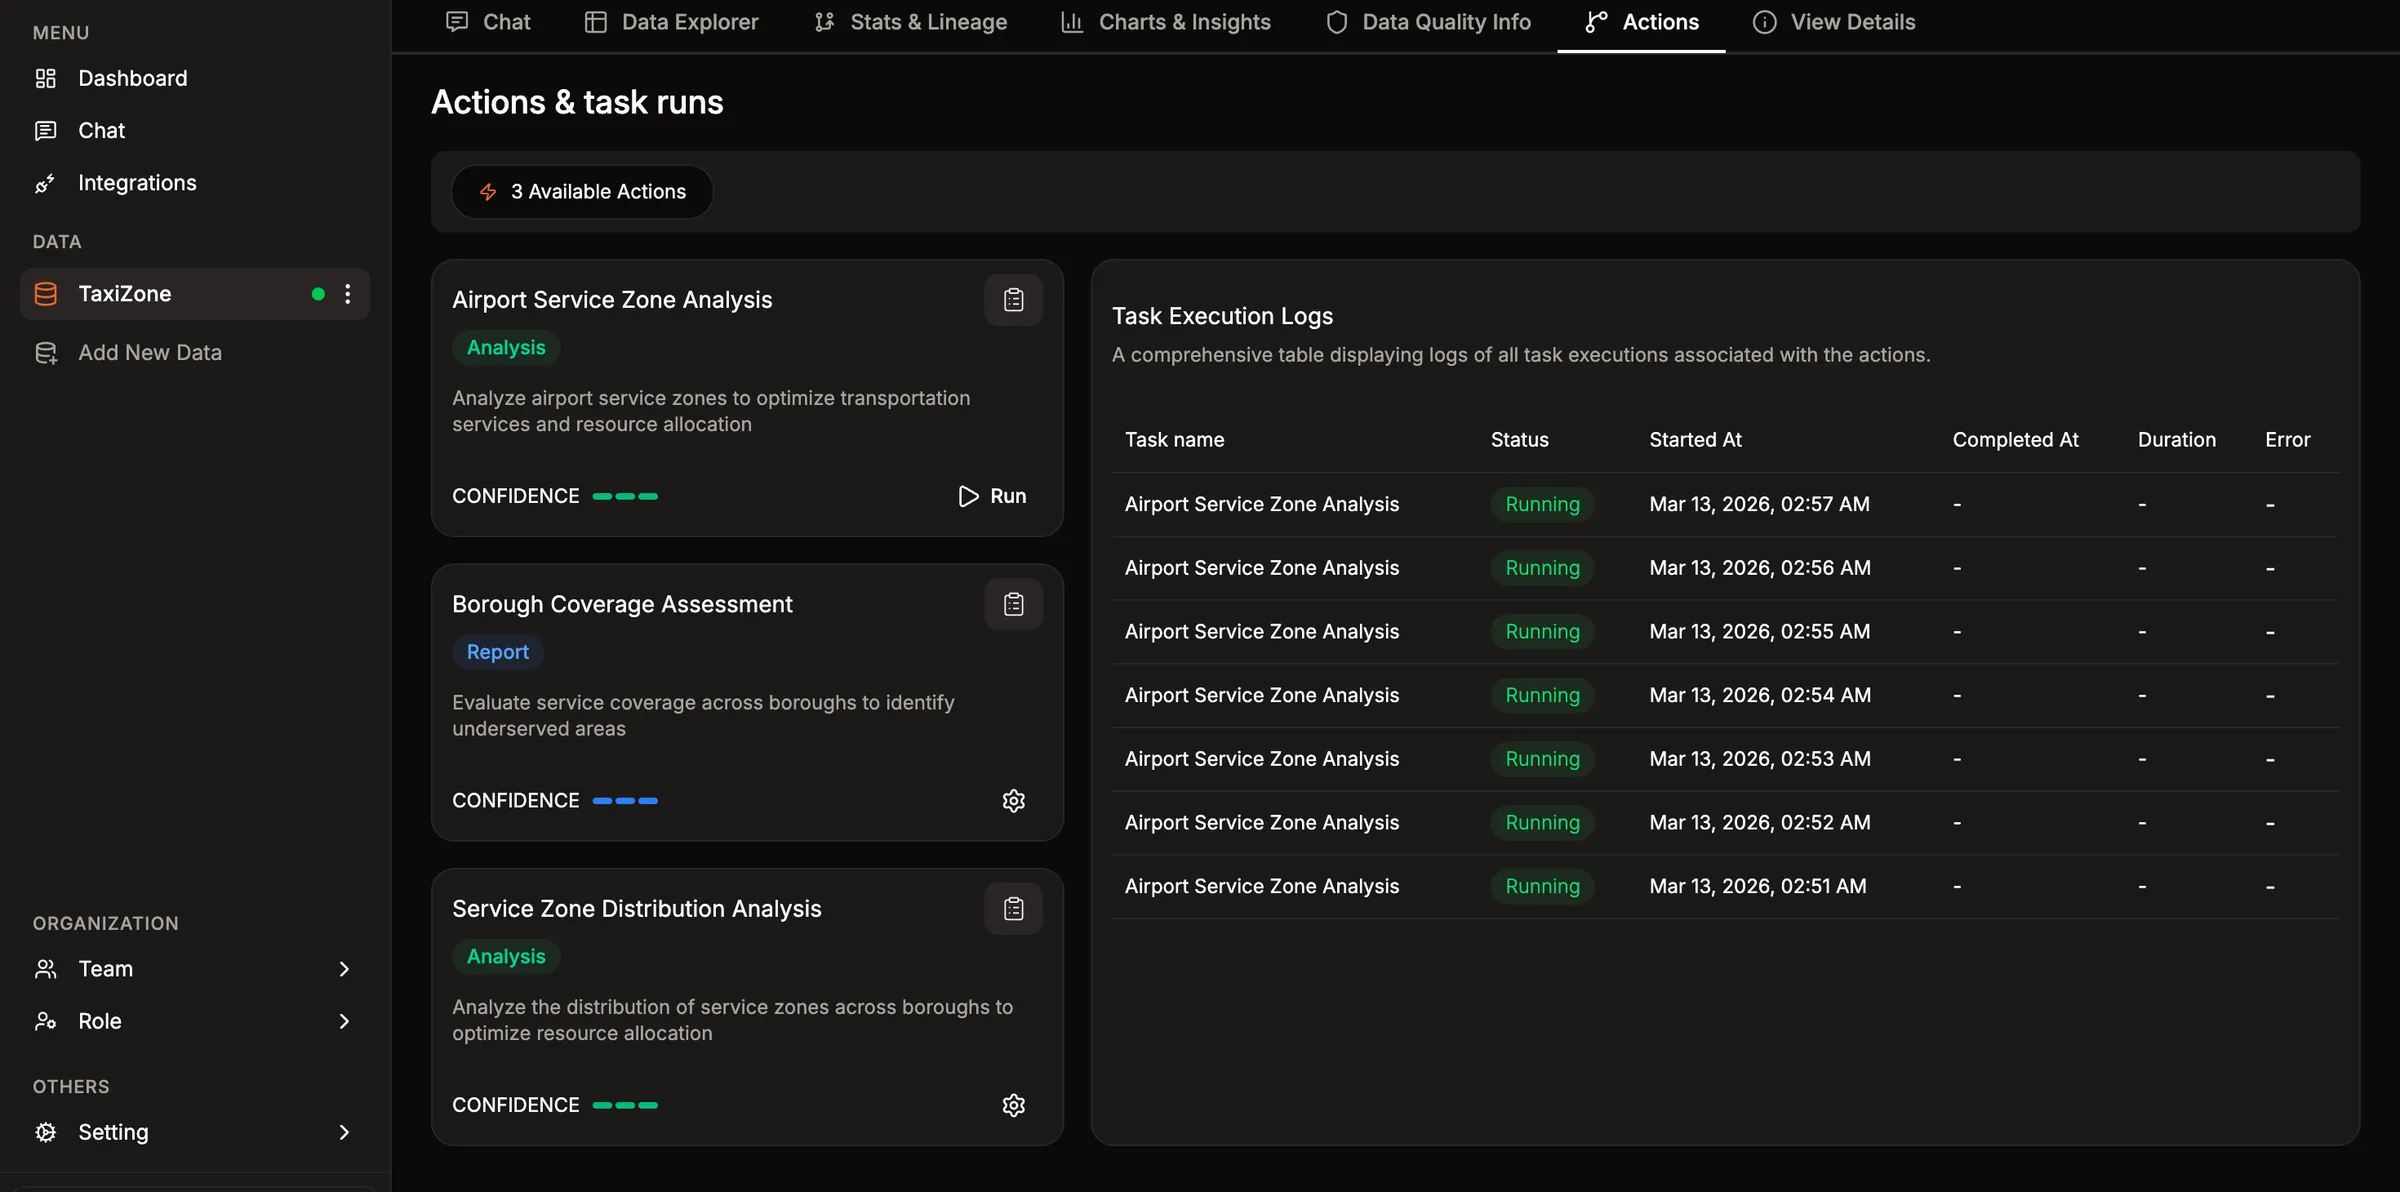 MENU
Dashboard
Chat
Integrations
DATA
TaxiZone
Add New Data
ORGANIZATION
Team
Role
OTHERS
Setting
Chat
Data Explorer
Stats & Lineage
Charts & Insights
Data Quality Info
Actions
View Details
Actions & task runs
3 Available Actions
Airport Service Zone Analysis
Analysis
Analyze airport service zones to optimize transportation
services and resource allocation
CONFIDENCE
Run
Borough Coverage Assessment
Report
Evaluate service coverage across boroughs to identify
underserved areas
CONFIDENCE
Service Zone Distribution Analysis
Analysis
Analyze the distribution of service zones across boroughs to
optimize resource allocation
CONFIDENCE
Task Execution Logs
A comprehensive table displaying logs of all task executions associated with the actions.
Task name Status Started At Completed At Duration Error
Airport Service Zone Analysis Running Mar 13, 2026, 02:57 AM - - -
Airport Service Zone Analysis Running Mar 13, 2026, 02:56 AM - - -
Airport Service Zone Analysis Running Mar 13, 2026, 02:55 AM - - -
Airport Service Zone Analysis Running Mar 13, 2026, 02:54 AM - - -
Airport Service Zone Analysis Running Mar 13, 2026, 02:53 AM - - -
Airport Service Zone Analysis Running Mar 13, 2026, 02:52 AM - - -
Airport Service Zone Analysis Running Mar 13, 2026, 02:51 AM - - -